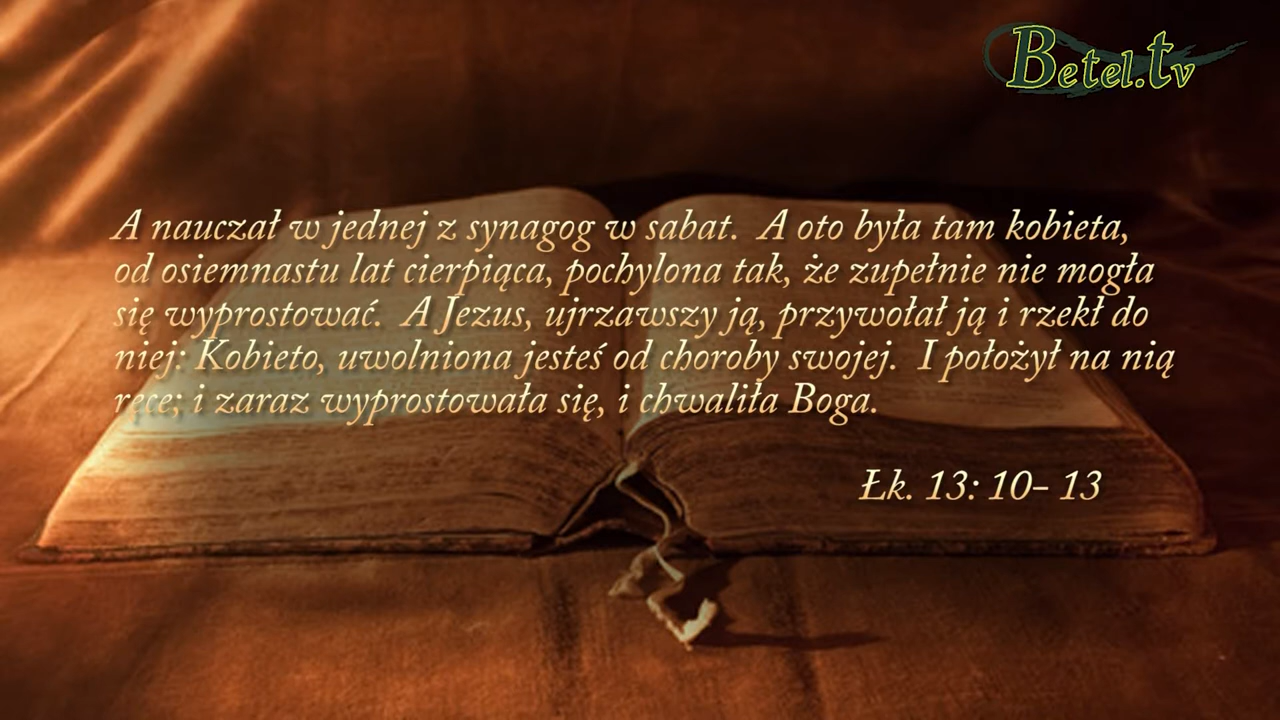 Betel.tv
A nauczał w jednej z synagog w sabat. A oto była tam kobieta,
od osiemnastu lat cierpiąca, pochylona tak, że zupełnie nie mogła
się wyprostować. A Jezus, ujrzawszy ją, przywołał ją i rzekł do
niej: Kobieto, uwolniona jesteś od choroby swojej. I położył na nią
ręce; i zaraz wyprostowała się, i chwaliła Boga.
Łk. 13: 10- 13